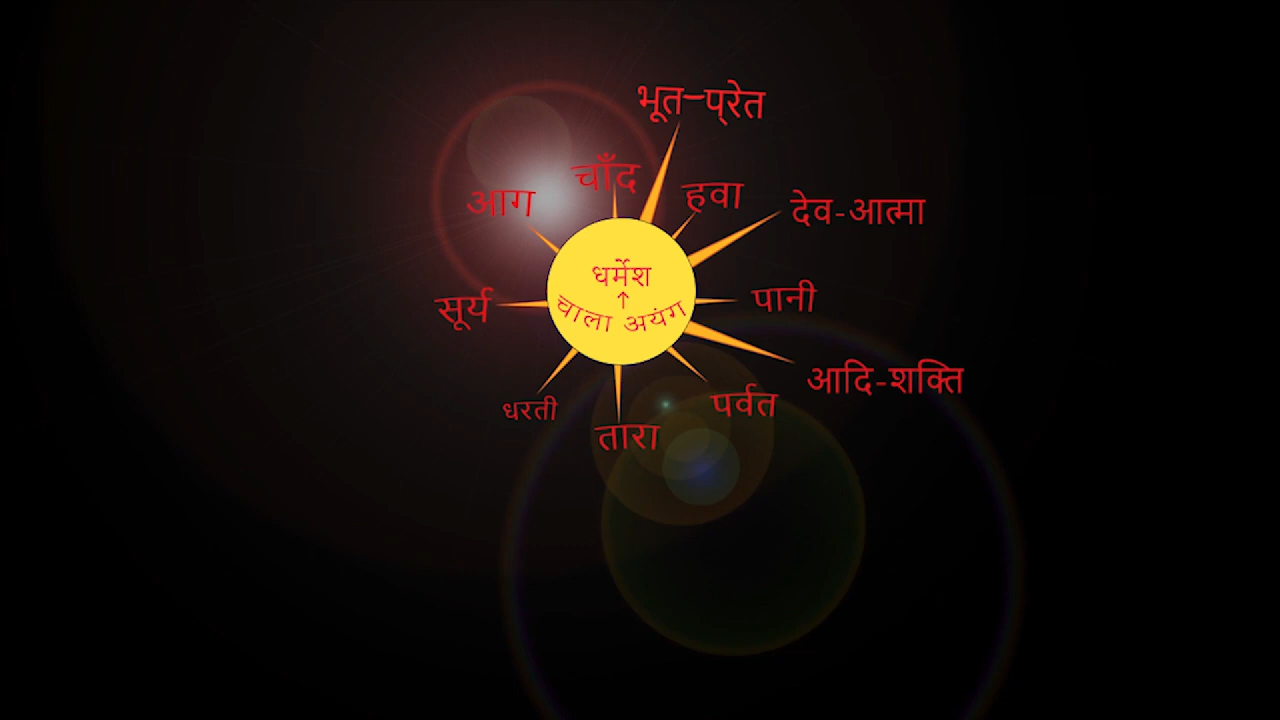 भूत-प्रेत
चाँद
आग
हवा
देव-आत्मा
धर्मेश
↑
चाला अयंग
सूर्य
पानी
आदि-शक्ति
धरती
तारा
पर्वत